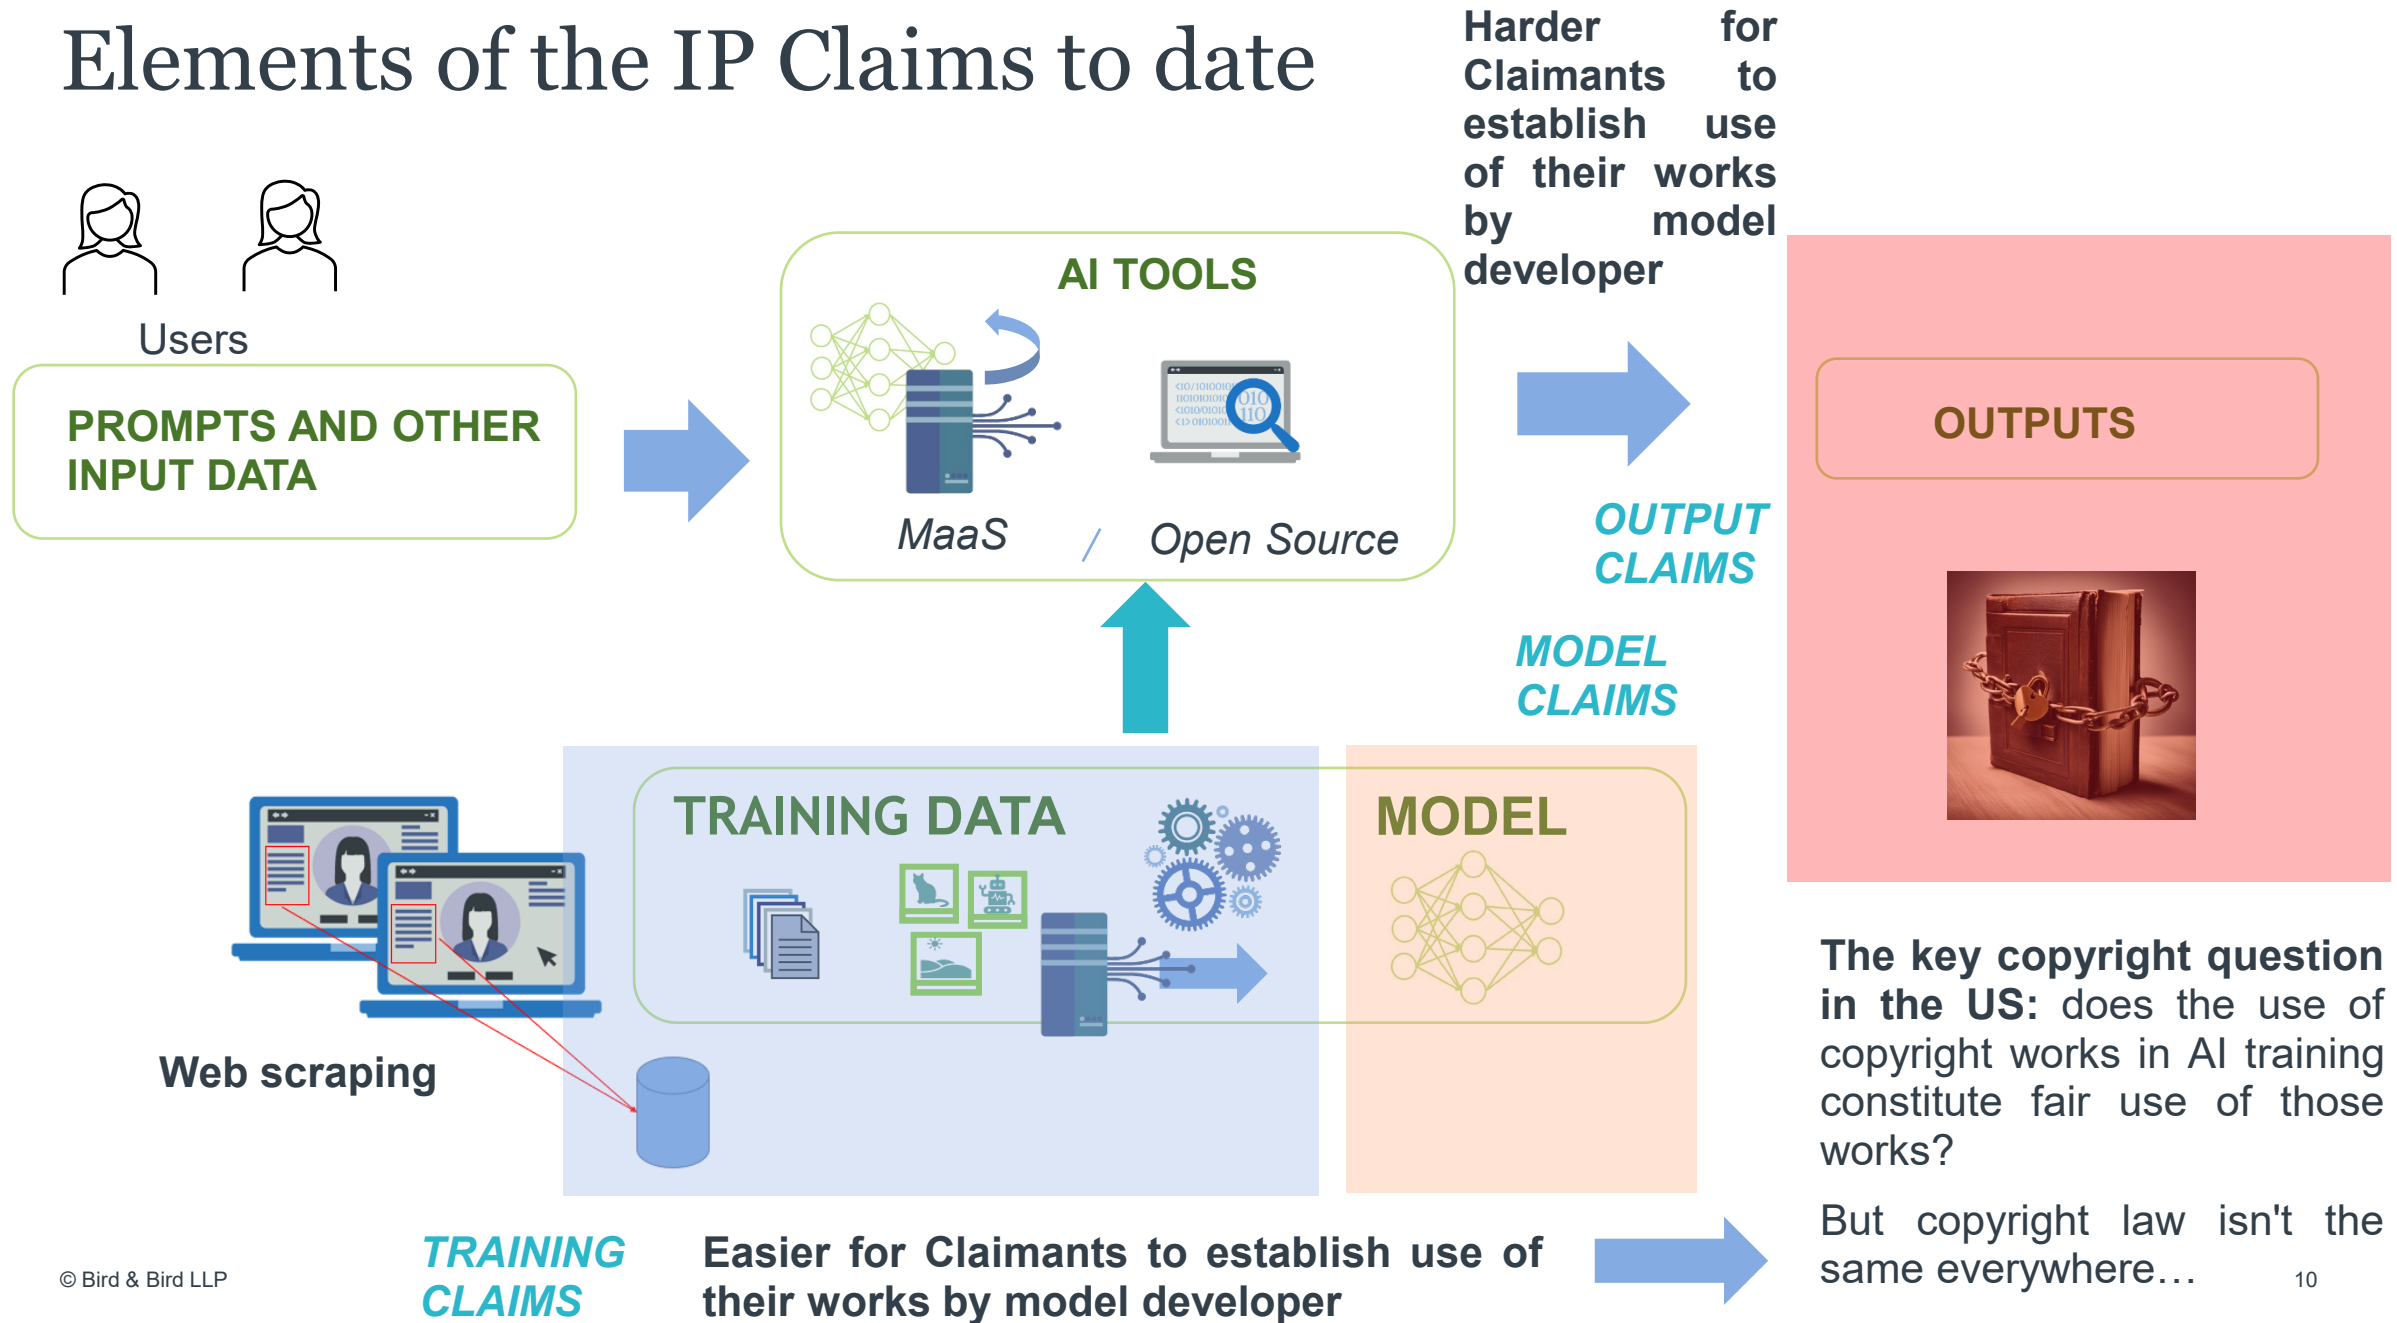 Elements of the IP Claims to date
Harder for
Claimants to
establish use
of their works
by model
developer
Users
PROMPTS AND OTHER
INPUT DATA
AI TOOLS
MaaS / Open Source
OUTPUTS
OUTPUT
CLAIMS
MODEL
CLAIMS
TRAINING DATA
MODEL
Web scraping
The key copyright question
in the US: does the use of
copyright works in AI training
constitute fair use of those
works?
But copyright law isn't the
same everywhere…
TRAINING
CLAIMS
Easier for Claimants to establish use of
their works by model developer
© Bird & Bird LLP
10